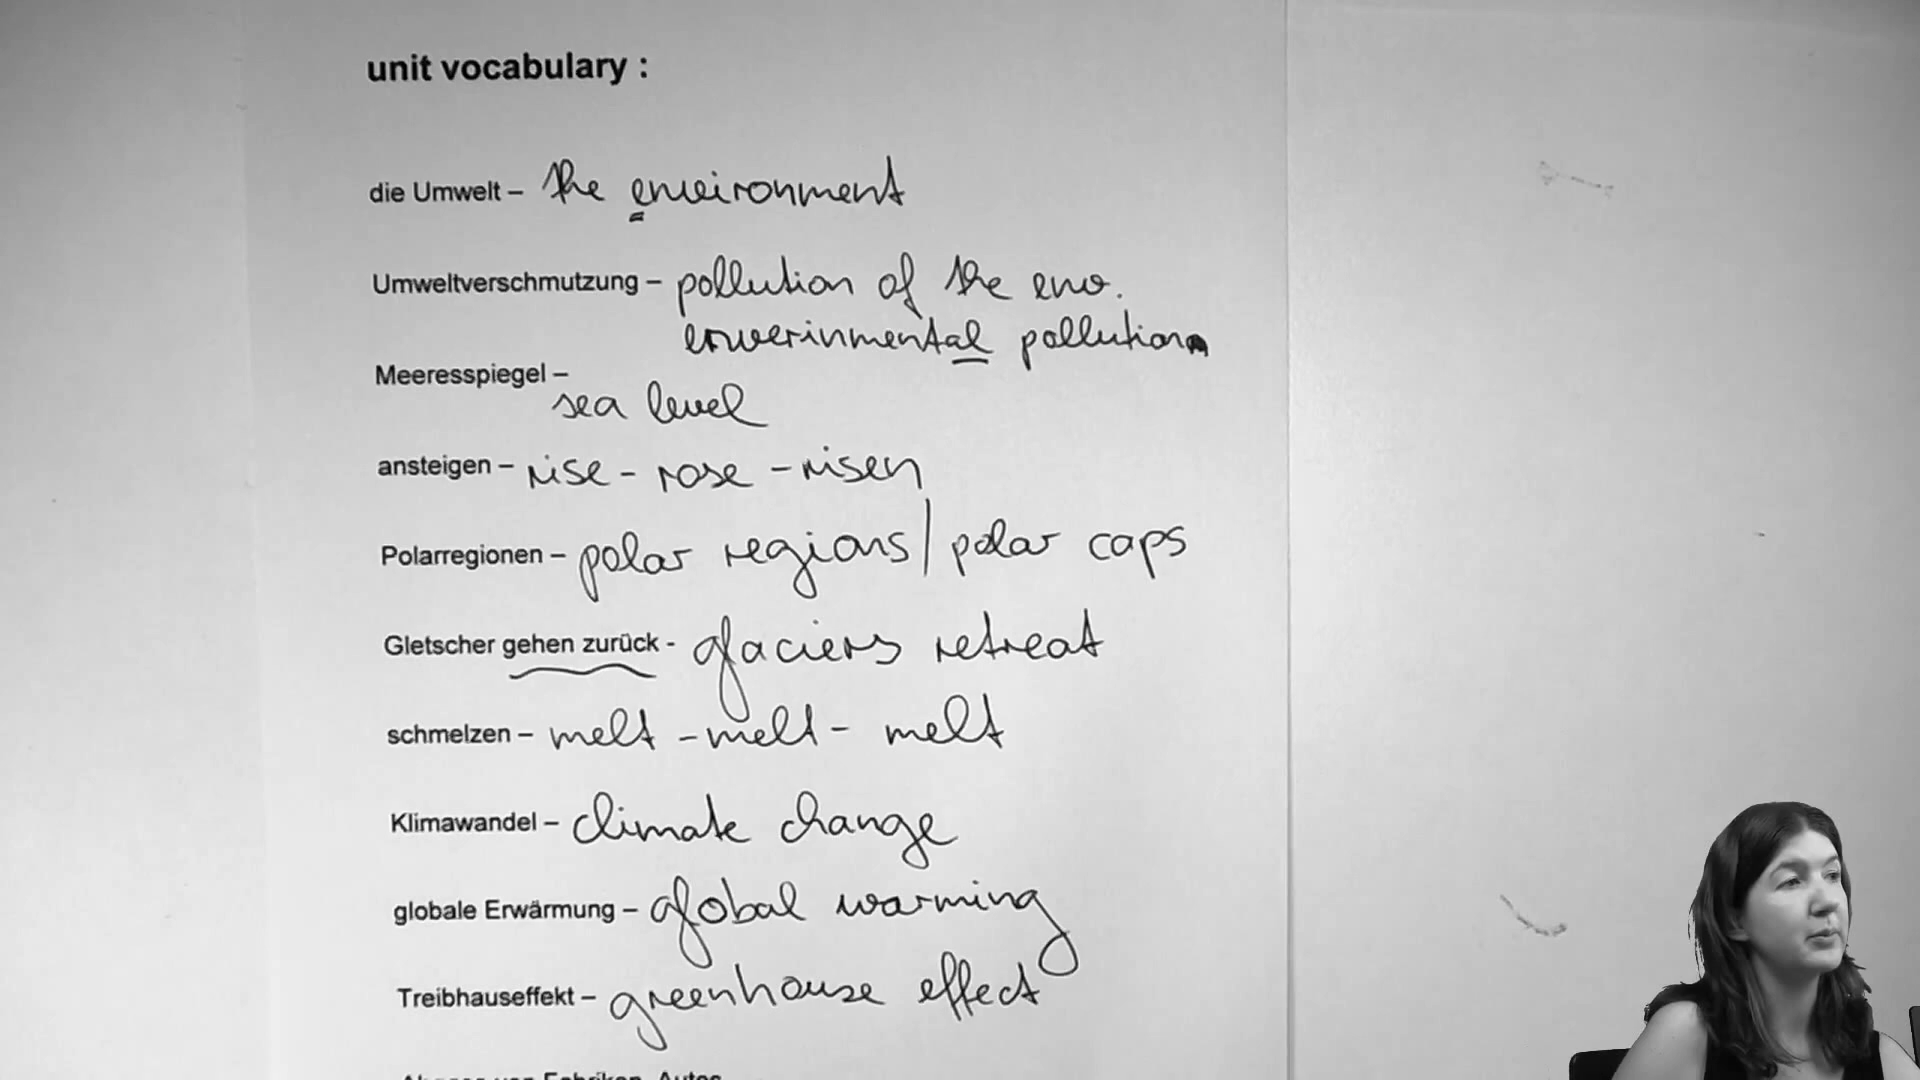 unit vocabulary :
die Umwelt – the environment
Umweltverschmutzung – pollution of the env.
enverinmental pollution
Meeresspiegel –
sea level
ansteigen – rise - rose - risen
Polarregionen – polar regions / polar caps
Gletscher gehen zurück - glaciers retreat
schmelzen – melt - melt - melt
Klimawandel – climate change
globale Erwärmung – global warming
Treibhauseffekt – greenhouse effect